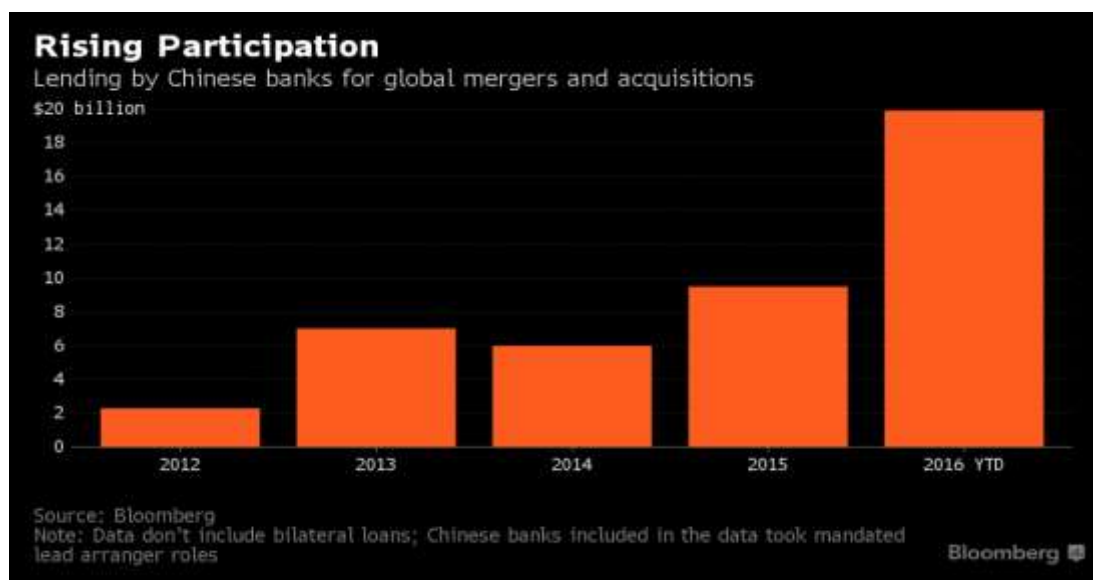 Rising Participation
Lending by Chinese banks for global mergers and acquisitions
$20 billion
18
16
14
12
10
8
6
4
2
0
2012 2013 2014 2015 2016 YTD
Source: Bloomberg
Note: Data don't include bilateral loans; Chinese banks included in the data took mandated
lead arranger roles
Bloomberg